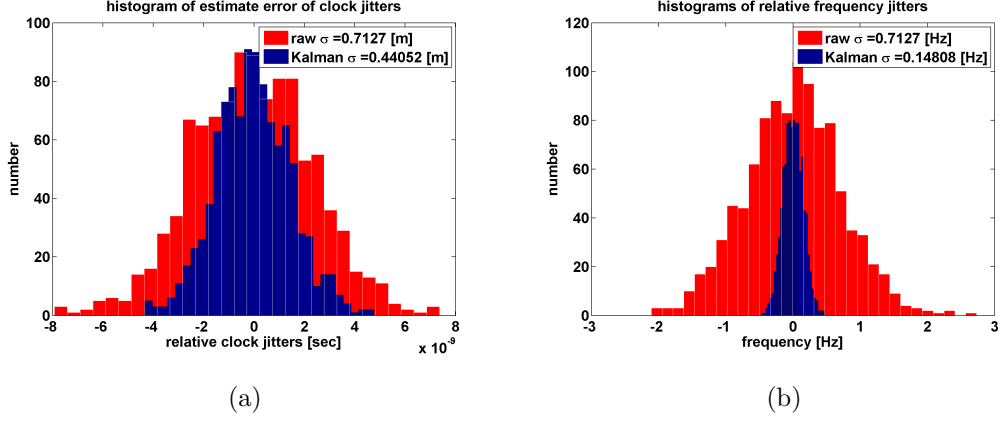 histogram of estimate error of clock jitters
raw σ =0.7127 [m]
Kalman σ =0.44052 [m]
number
100
80
60
40
20
0
-8 -6 -4 -2 0 2 4 6 8
x 10^-9
relative clock jitters [sec]
(a)
histograms of relative frequency jitters
raw σ =0.7127 [Hz]
Kalman σ =0.14808 [Hz]
number
120
100
80
60
40
20
0
-3 -2 -1 0 1 2 3
frequency [Hz]
(b)